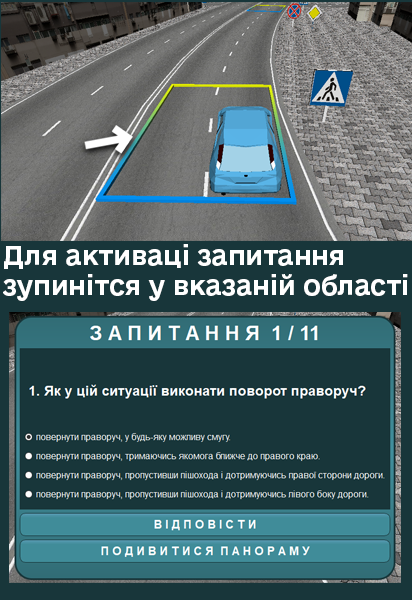 Для активаці запитання
зупинітся у вказаній області
ЗАПИТАННЯ 1 / 11
1. Як у цій ситуації виконати поворот праворуч?
повернути праворуч, у будь-яку можливу смугу.
повернути праворуч, тримаючись якомога ближче до правого краю.
повернути праворуч, пропустивши пішохода і дотримуючись правої сторони дороги.
повернути праворуч, пропустивши пішохода і дотримуючись лівого боку дороги.
ВІДПОВІСТИ
ПОДИВИТИСЯ ПАНОРАМУ